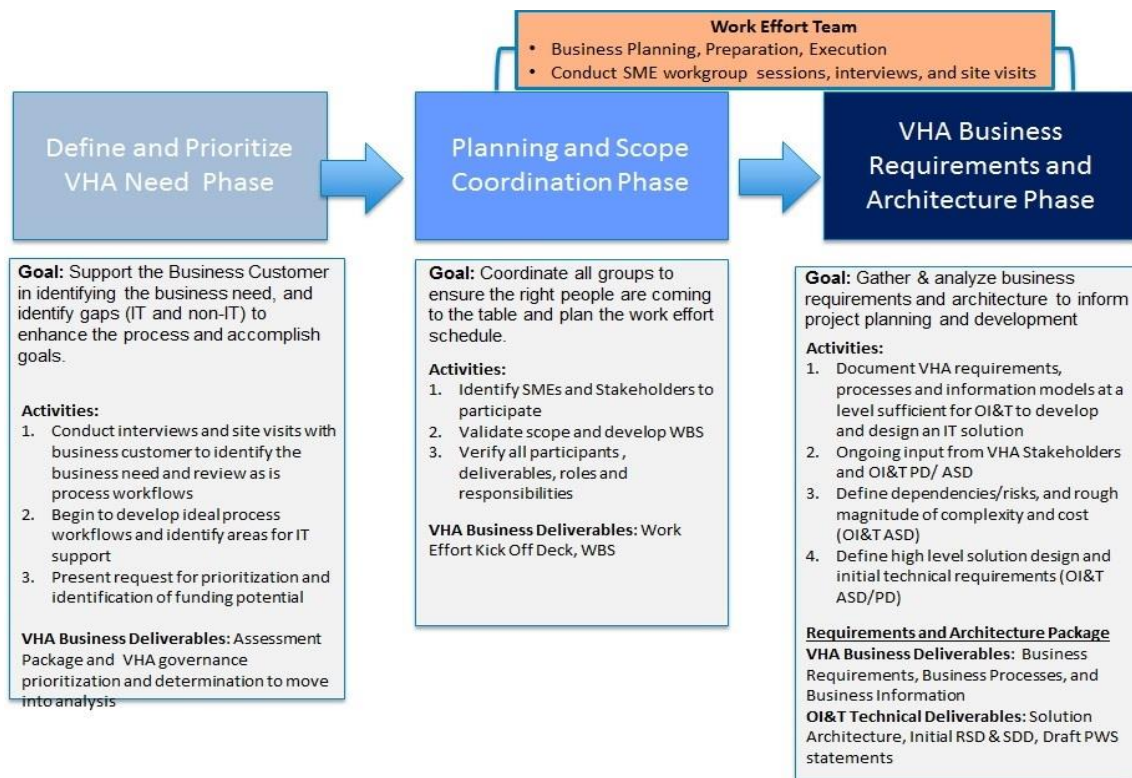 Work Effort Team
• Business Planning, Preparation, Execution
• Conduct SME workgroup sessions, interviews, and site visits
Define and Prioritize
VHA Need Phase
Planning and Scope
Coordination Phase
VHA Business
Requirements and
Architecture Phase
Goal: Support the Business Customer
in identifying the business need, and
identify gaps (IT and non-IT) to
enhance the process and accomplish
goals.
Activities:
1. Conduct interviews and site visits with
business customer to identify the
business need and review as is
process workflows
2. Begin to develop ideal process
workflows and identify areas for IT
support
3. Present request for prioritization and
identification of funding potential
VHA Business Deliverables: Assessment
Package and VHA governance
prioritization and determination to move
into analysis
Goal: Coordinate all groups to
ensure the right people are coming
to the table and plan the work effort
schedule.
Activities:
1. Identify SMEs and Stakeholders to
participate
2. Validate scope and develop WBS
3. Verify all participants ,
deliverables, roles and
responsibilities
VHA Business Deliverables: Work
Effort Kick Off Deck, WBS
Goal: Gather & analyze business
requirements and architecture to inform
project planning and development
Activities:
1. Document VHA requirements,
processes and information models at a
level sufficient for OI&T to develop
and design an IT solution
2. Ongoing input from VHA Stakeholders
and OI&T PD/ ASD
3. Define dependencies/risks, and rough
magnitude of complexity and cost
(OI&T ASD)
4. Define high level solution design and
initial technical requirements (OI&T
ASD/PD)
Requirements and Architecture Package
VHA Business Deliverables: Business
Requirements, Business Processes, and
Business Information
OI&T Technical Deliverables: Solution
Architecture, Initial RSD & SDD, Draft PWS
statements